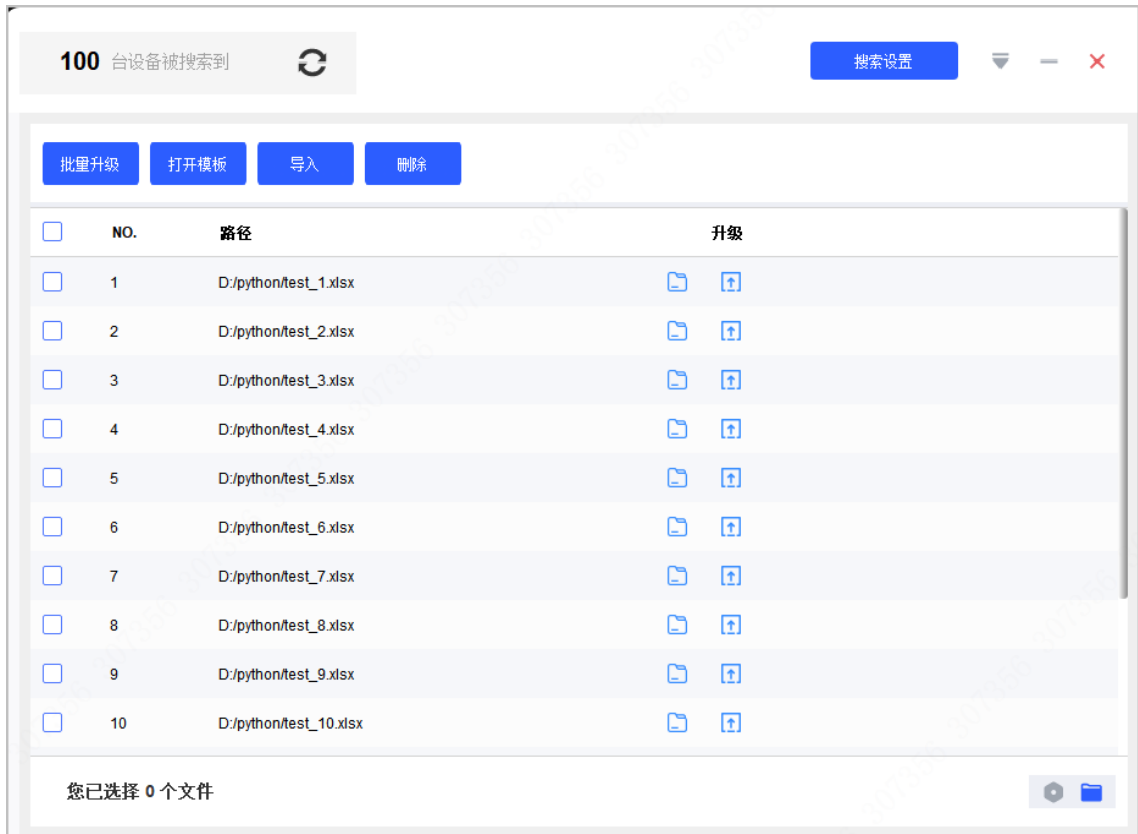 100 台设备被搜索到
搜索设置
批量升级 打开模板 导入 删除
NO. 路径 升级
1 D:/python/test_1.xlsx
2 D:/python/test_2.xlsx
3 D:/python/test_3.xlsx
4 D:/python/test_4.xlsx
5 D:/python/test_5.xlsx
6 D:/python/test_6.xlsx
7 D:/python/test_7.xlsx
8 D:/python/test_8.xlsx
9 D:/python/test_9.xlsx
10 D:/python/test_10.xlsx
您已选择 0 个文件